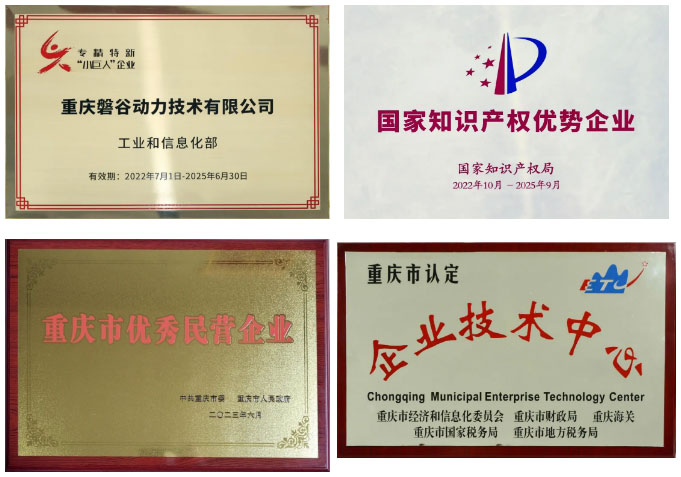 专精特新
“小巨人”企业
重庆磐谷动力技术有限公司
工业和信息化部
有效期：2022年7月1日-2025年6月30日
国家知识产权优势企业
国家知识产权局
2022年10月 – 2025年9月
重庆市优秀民营企业
中共重庆市委 重庆市人民政府
二〇二三年六月
重庆市认定
ETC
企业技术中心
Chongqing Municipal Enterprise Technology Center
重庆市经济和信息化委员会 重庆市财政局 重庆海关
重庆市国家税务局 重庆市地方税务局